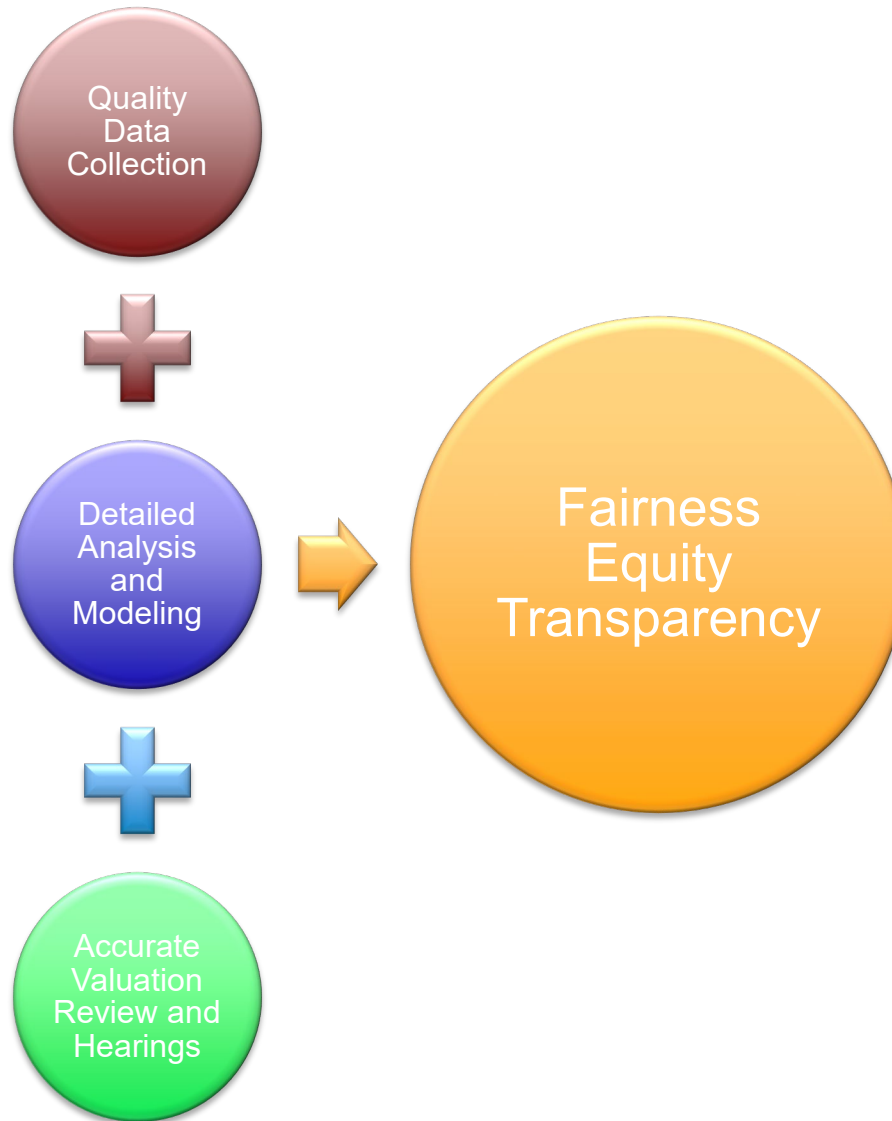 Quality
Data
Collection
Detailed
Analysis
and
Modeling
Fairness
Equity
Transparency
Accurate
Valuation
Review and
Hearings